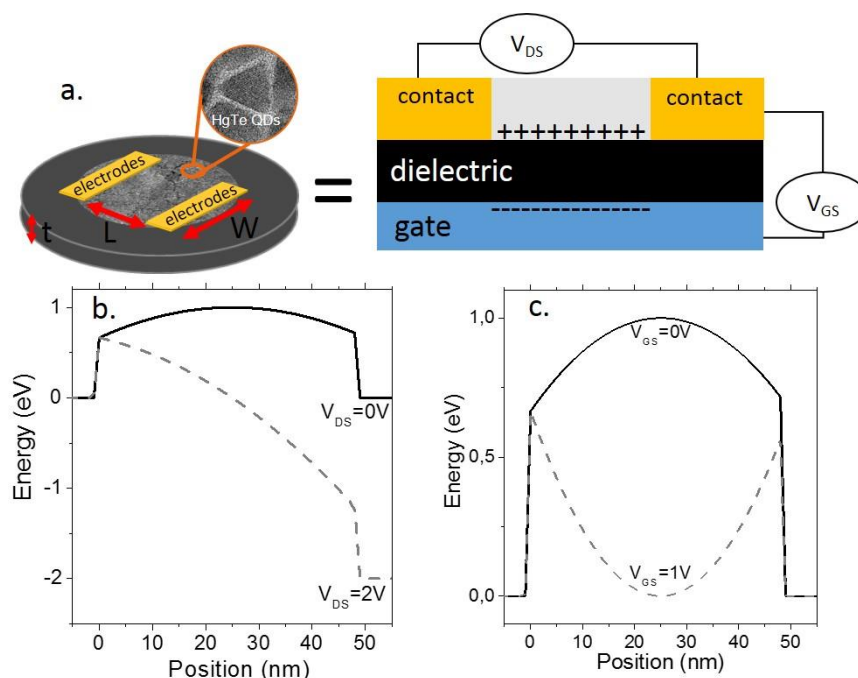 a.
HgTe QDs
electrodes
electrodes
t
L
W
=
V_DS
contact
contact
+++++++++
dielectric
---------------
gate
V_GS
b.
Energy (eV)
1
0
-1
-2
V_DS=0V
V_DS=2V
0 10 20 30 40 50
Position (nm)
c.
Energy (eV)
1,0
0,5
0,0
V_GS=0V
V_GS=1V
0 10 20 30 40 50
Position (nm)